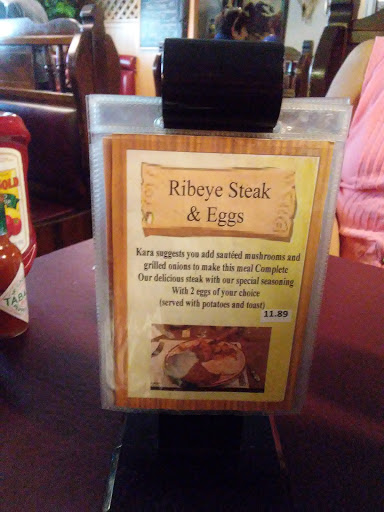 Ribeye Steak
& Eggs
Kara suggests you add sautéed mushrooms and
grilled onions to make this meal Complete
Our delicious steak with our special seasoning
With 2 eggs of your choice
(served with potatoes and toast)
11.89
TABA